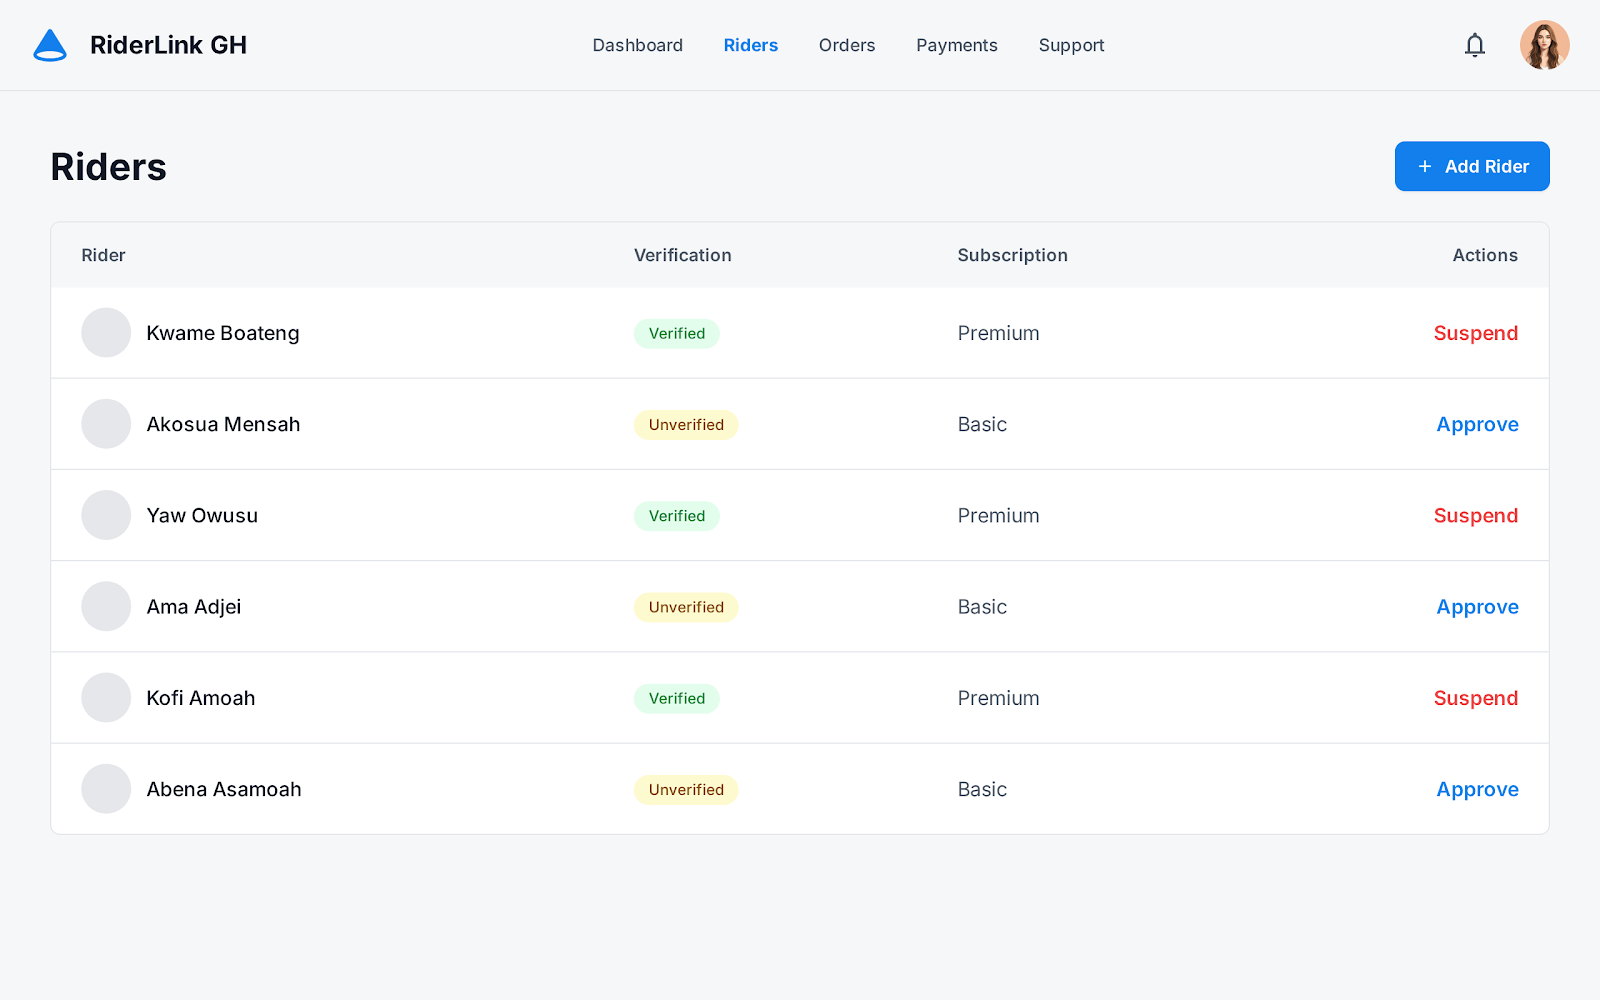 RiderLink GH
Dashboard Riders Orders Payments Support
Riders
+ Add Rider
Rider Verification Subscription Actions
Kwame Boateng Verified Premium Suspend
Akosua Mensah Unverified Basic Approve
Yaw Owusu Verified Premium Suspend
Ama Adjei Unverified Basic Approve
Kofi Amoah Verified Premium Suspend
Abena Asamoah Unverified Basic Approve